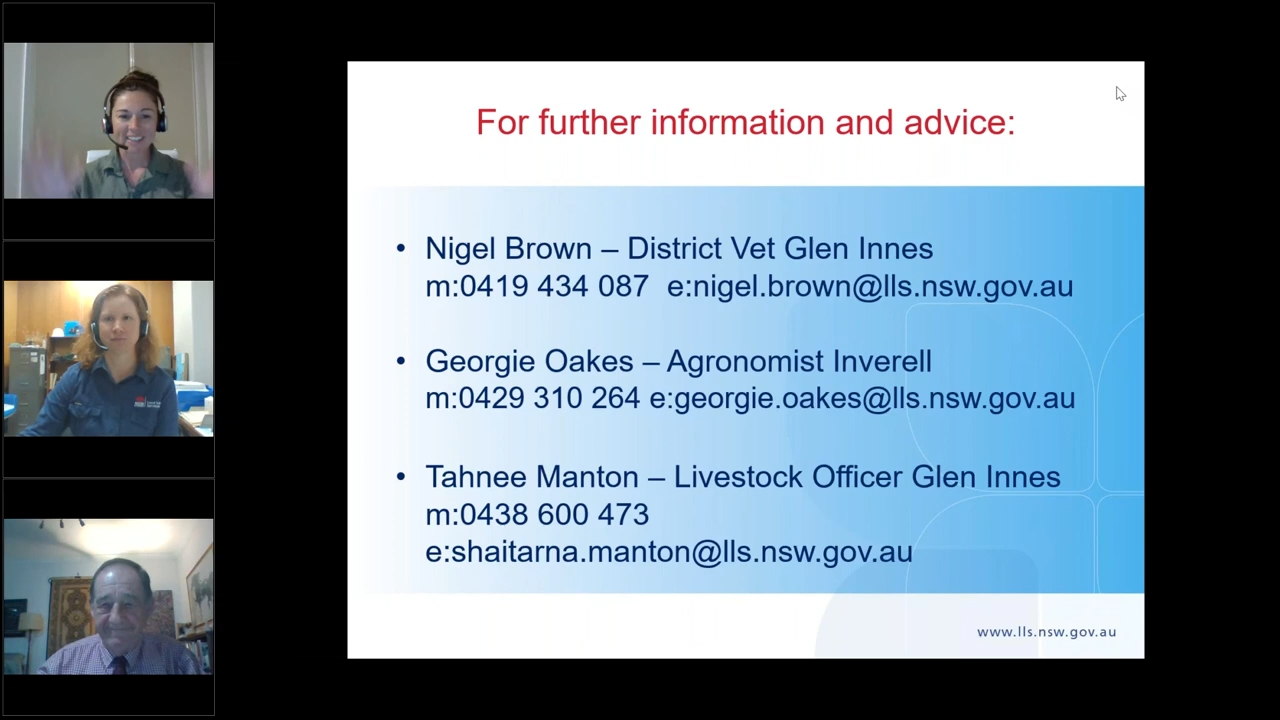 For further information and advice:
• Nigel Brown – District Vet Glen Innes
m:0419 434 087 e:nigel.brown@lls.nsw.gov.au
• Georgie Oakes – Agronomist Inverell
m:0429 310 264 e:georgie.oakes@lls.nsw.gov.au
• Tahnee Manton – Livestock Officer Glen Innes
m:0438 600 473
e:shaitarna.manton@lls.nsw.gov.au
www.lls.nsw.gov.au